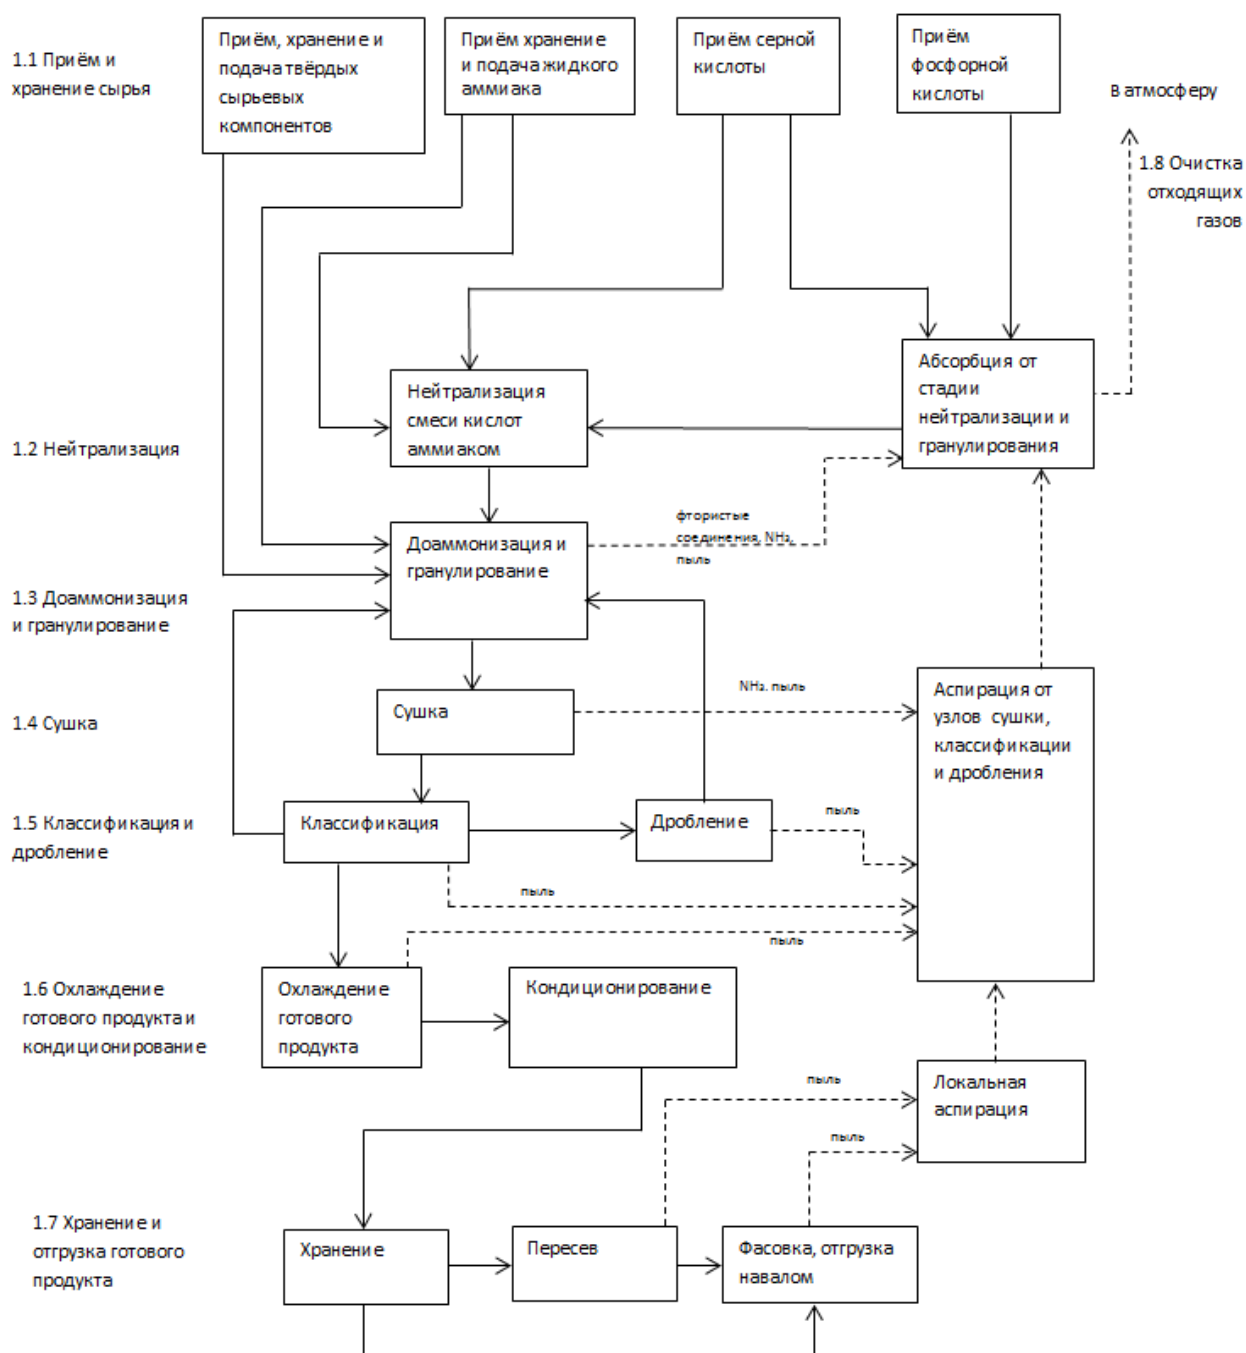 1.1 Приём и
хранение сырья
Приём, хранение и
подача твёрдых
сырьевых
компонентов
Приём хранение
и подача жидкого
аммиака
Приём серной
кислоты
Приём
фосфорной
кислоты
В атмосферу
1.8 Очистка
отходящих
газов
Абсорбция от
стадии
нейтрализации и
гранулирования
Нейтрализация
смеси кислот
аммиаком
1.2 Нейтрализация
фтористые
соединения, NH₃,
пыль
Доаммонизация и
гранулирование
1.3 Доаммонизация
и гранулирование
NH₃. пыль
Аспирация от
узлов сушки,
классификации
и дробления
Сушка
1.4 Сушка
1.5 Классификация и
дробление
Классификация
Дробление
пыль
пыль
пыль
1.6 Охлаждение
готового продукта и
кондиционирование
Охлаждение
готового
продукта
Кондиционирование
пыль
Локальная
аспирация
пыль
1.7 Хранение и
отгрузка готового
продукта
Хранение
Пересев
Фасовка, отгрузка
навалом